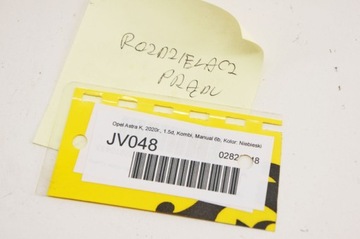 ROZDZIELACZ
PRĄDU
Opel Astra K, 2020r, 1.5d, Kombi, Manual 6b, Kolor: Niebieski
JV048